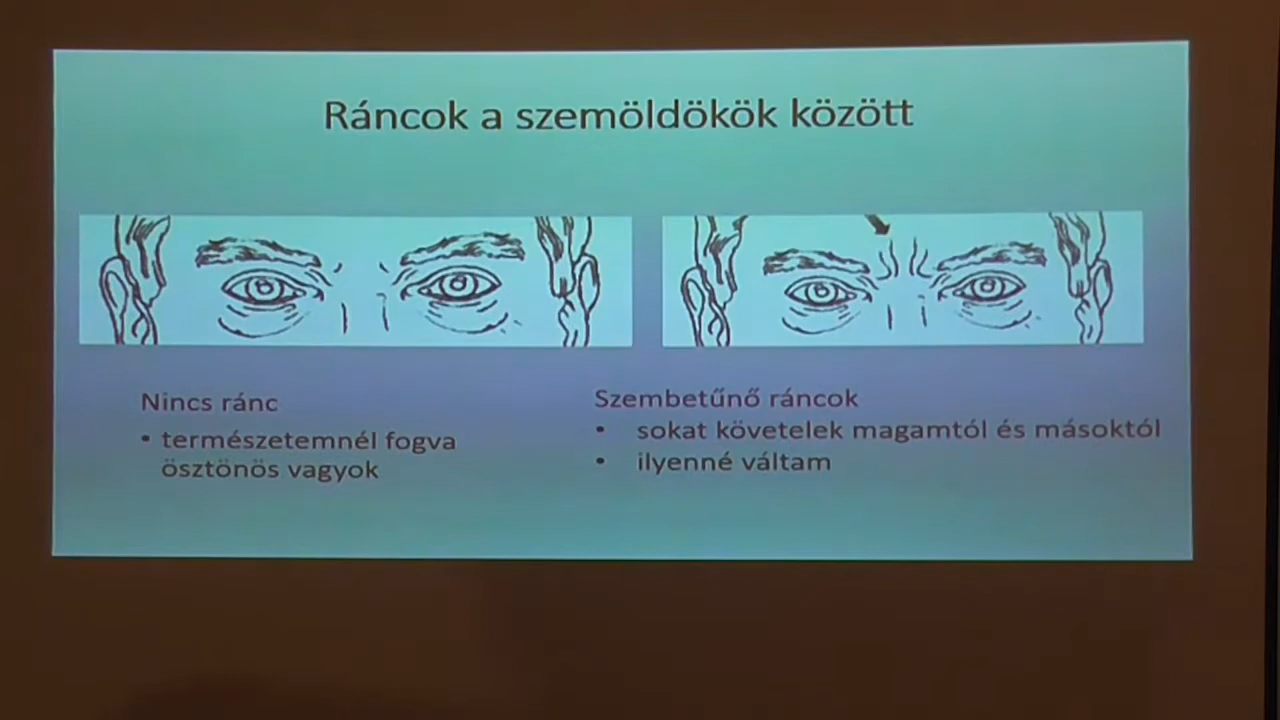 Ráncok a szemöldökök között
Nincs ránc
• természetemnél fogva
ösztönös vagyok
Szembetűnő ráncok
• sokat követelek magamtól és másoktól
• ilyenné váltam